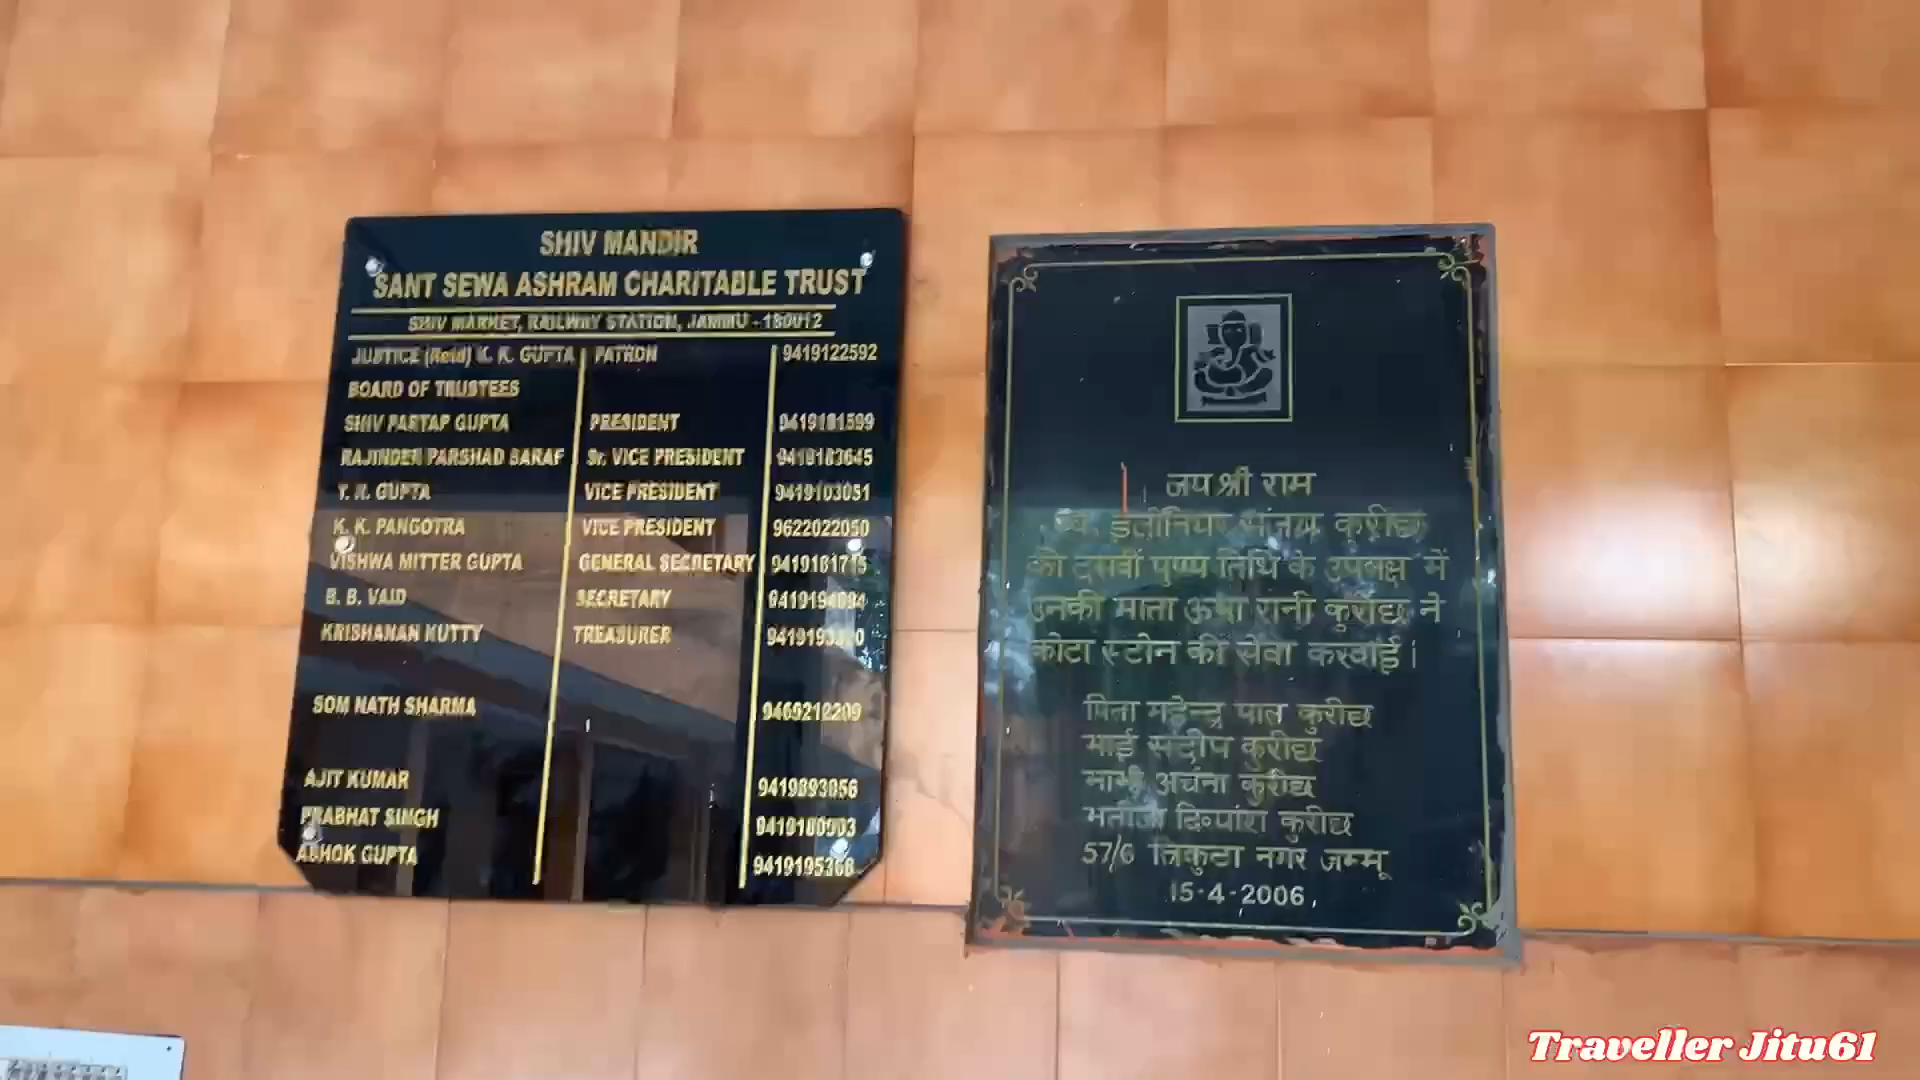 SHIV MANDIR
SANT SEWA ASHRAM CHARITABLE TRUST
SHIV MARKET, RAILWAY STATION, JAMMU - 180012
JUSTICE (Retd) K. K. GUPTA PATRON 9419122592
BOARD OF TRUSTEES
SHIV PARTAP GUPTA PRESIDENT 9419181599
RAJINDER PARSHAD SARAF Sr. VICE PRESIDENT 9419183645
GUPTA VICE PRESIDENT 9419103051
K. K. PANGOTRA VICE PRESIDENT 9622022050
VISHWA MITTER GUPTA GENERAL SECRETARY 9419181715
B. B. VAID SECRETARY 9419194094
KRISHANAN KUTTY TREASURER
SOM NATH SHARMA 9469212209
AJIT KUMAR
PRABHAT SINGH
ASHOK GUPTA
जय श्री राम
स्व. इंजीनियर संजय कुरीछ
की दसवीं पुण्य तिथि के उपलक्ष में
उनकी माता ऊषा रानी कुरीछ ने
कोटा स्टोन की सेवा करवाई।
पिता महेन्द्र पाल कुरीछ
भाई संदीप कुरीछ
भाभी अर्चना कुरीछ
भतीजा दिव्यांश कुरीछ
57/6 त्रिकुटा नगर जम्मू
15-4-2006
Traveller Jitu61